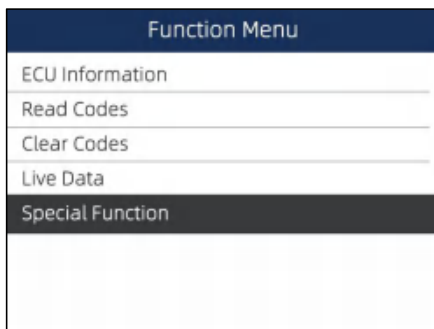 Function Menu
ECU Information
Read Codes
Clear Codes
Live Data
Special Function